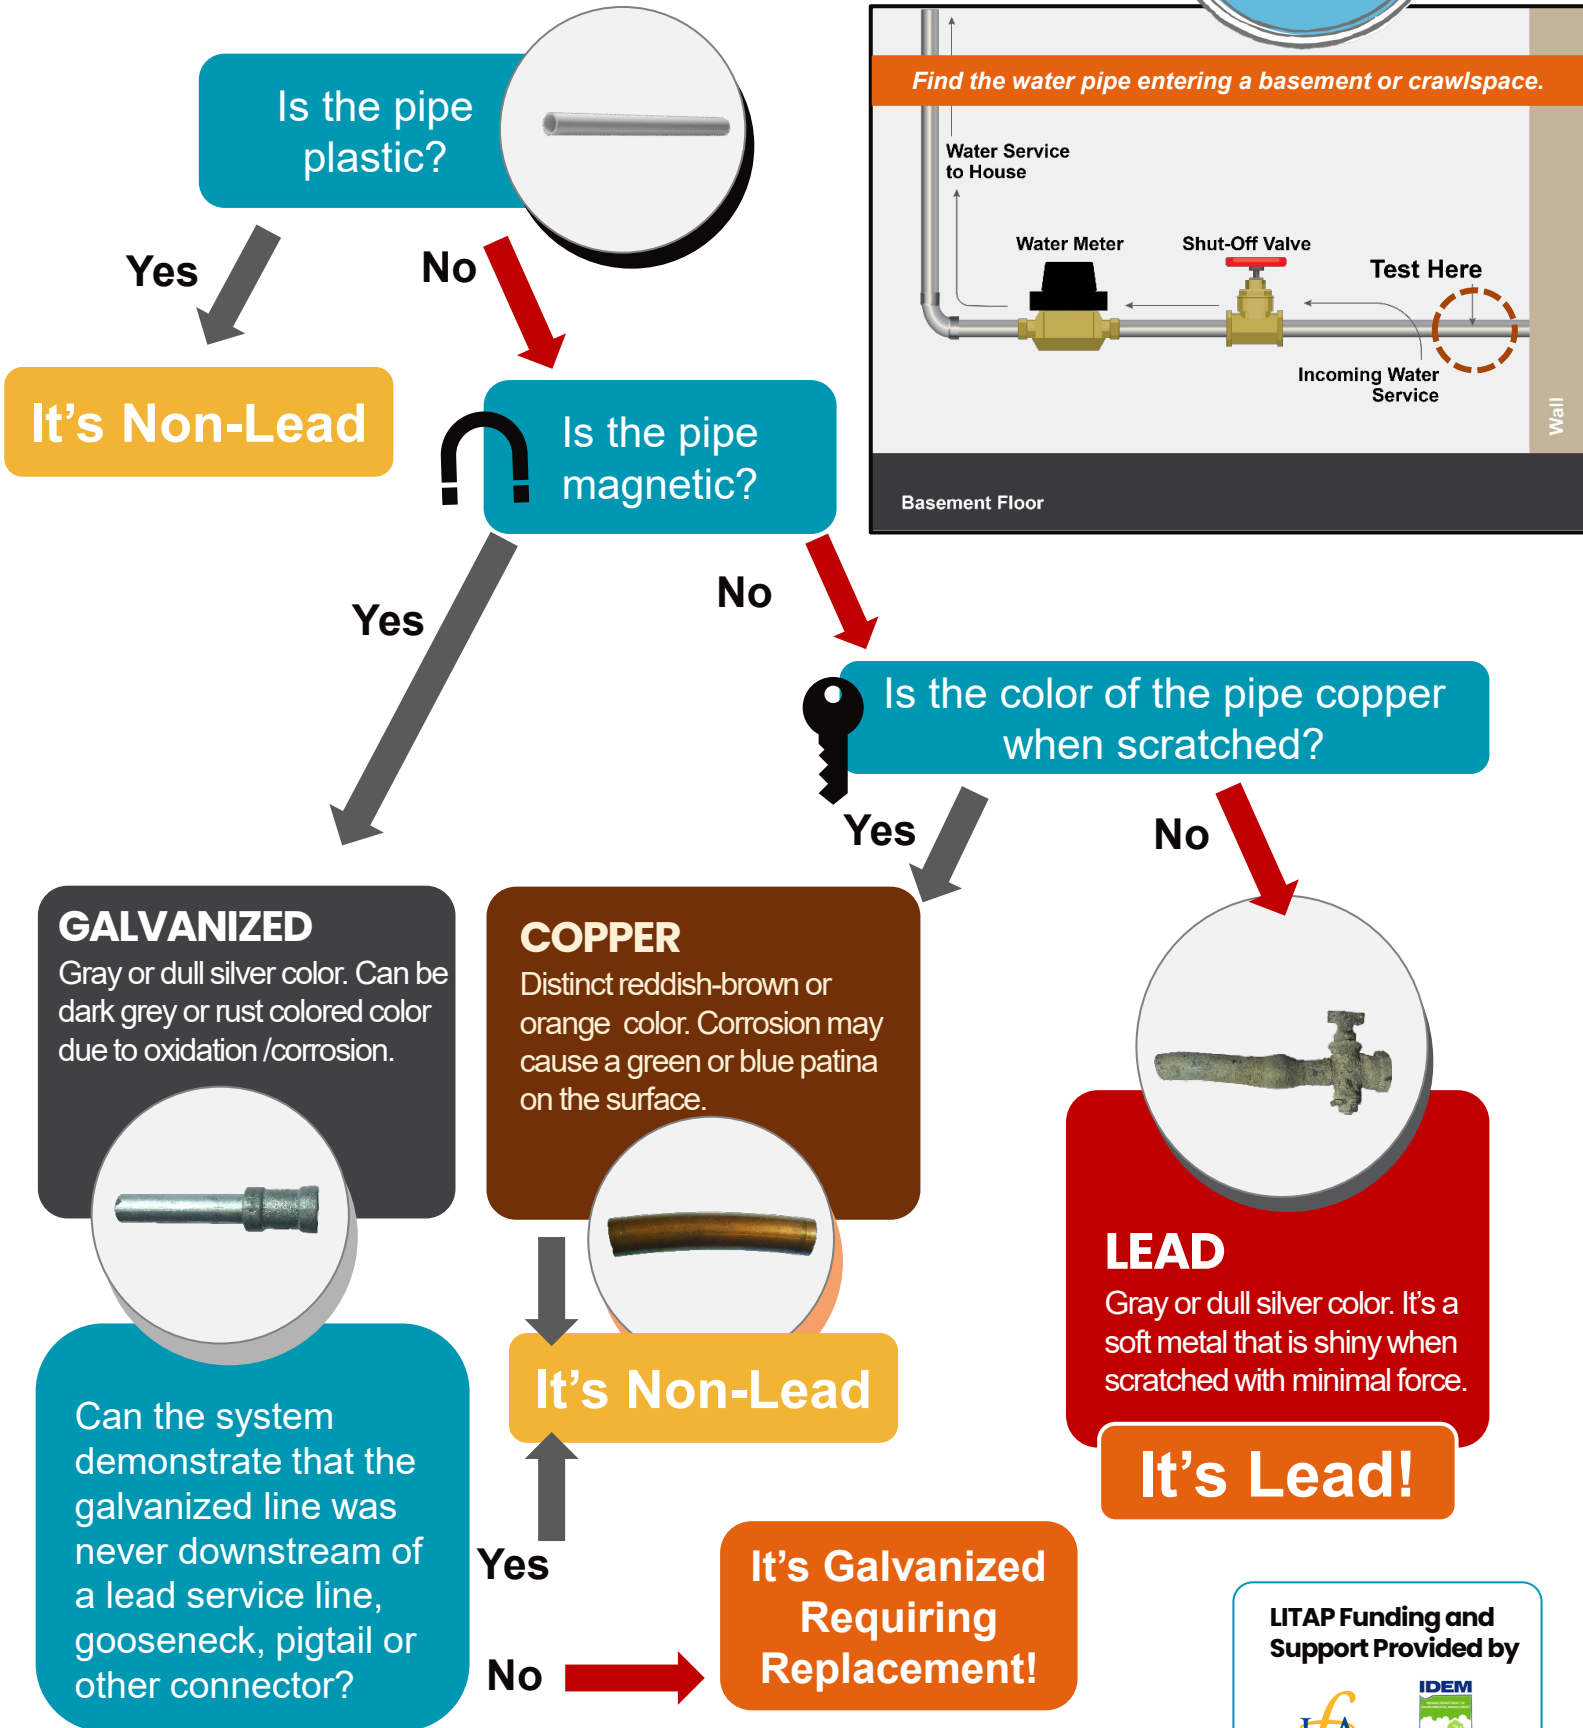 Is the pipe
plastic?
Find the water pipe entering a basement or crawlspace.
Water Service
to House
Water Meter
Shut-Off Valve
Test Here
Incoming Water
Service
Wall
Basement Floor
Yes
No
It's Non-Lead
Is the pipe
magnetic?
Yes
No
Is the color of the pipe copper
when scratched?
Yes
No
GALVANIZED
Gray or dull silver color. Can be
dark grey or rust colored color
due to oxidation /corrosion.
COPPER
Distinct reddish-brown or
orange color. Corrosion may
cause a green or blue patina
on the surface.
LEAD
Gray or dull silver color. It's a
soft metal that is shiny when
scratched with minimal force.
It's Lead!
It's Non-Lead
Can the system
demonstrate that the
galvanized line was
never downstream of
a lead service line,
gooseneck, pigtail or
other connector?
Yes
No
It's Galvanized
Requiring
Replacement!
LITAP Funding and
Support Provided by
IDEM